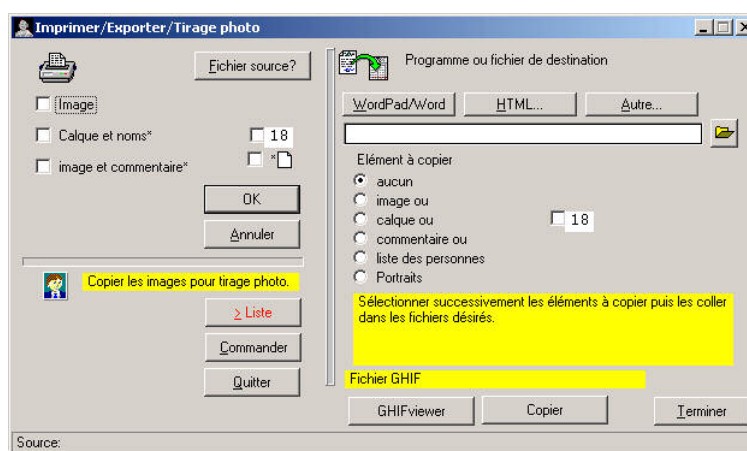 Imprimer/Exporter/Tirage photo
Fichier source?
Image
Calque et noms*
18
image et commentaire*
*
OK
Annuler
Copier les images pour tirage photo.
> Liste
Commander
Quitter
Programme ou fichier de destination
WordPad/Word
HTML...
Autre...
Elément à copier
aucun
image ou
calque ou
18
commentaire ou
liste des personnes
Portraits
Sélectionner successivement les éléments à copier puis les coller
dans les fichiers désirés.
Fichier GHIF
GHIFviewer
Copier
Terminer
Source: